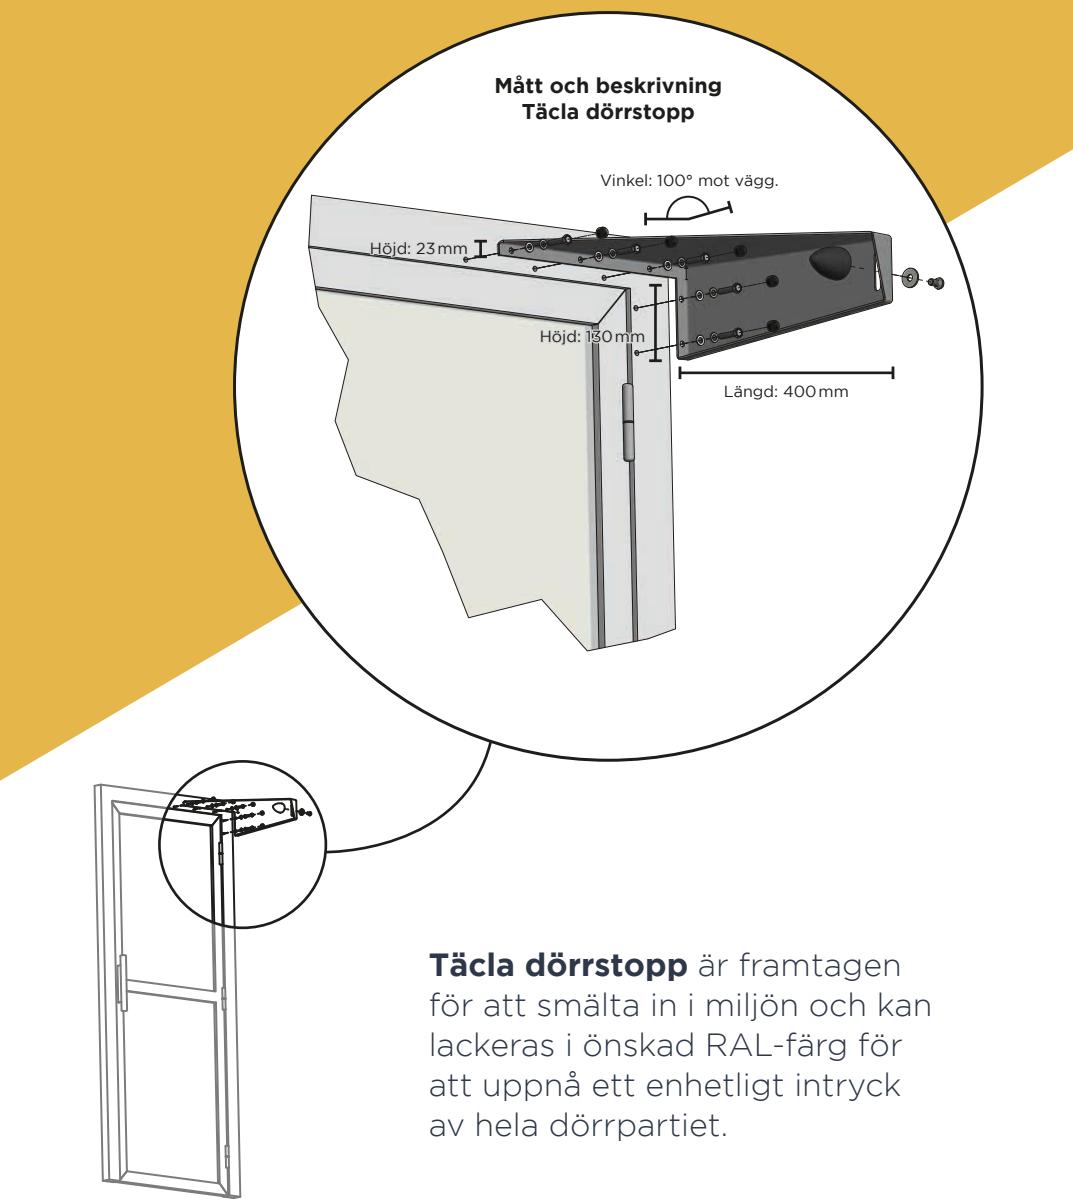 Mått och beskrivning
Täcla dörrstopp
Vinkel: 100° mot vägg.
Höjd: 23 mm
Höjd: 130 mm
Längd: 400 mm
Täcla dörrstopp är framtagen
för att smälta in i miljön och kan
lackeras i önskad RAL-färg för
att uppnå ett enhetligt intryck
av hela dörrpartiet.